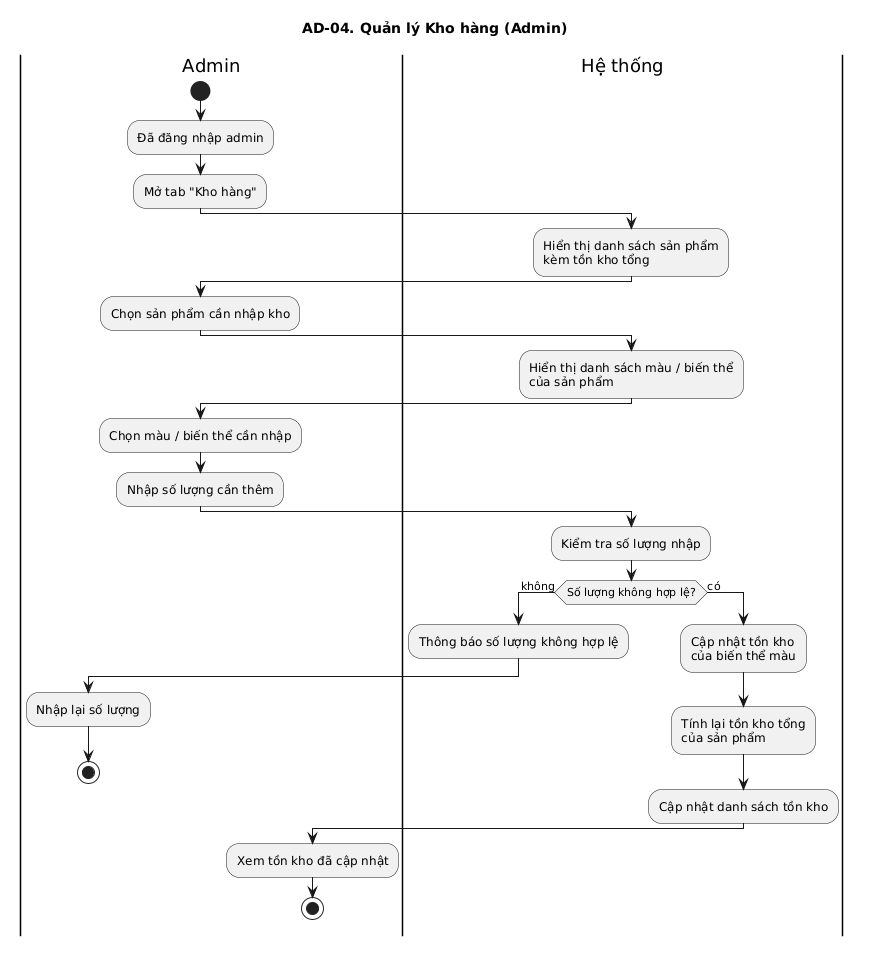 AD-04. Quản lý Kho hàng (Admin)
Admin
Hệ thống
Đã đăng nhập admin
Mở tab "Kho hàng"
Hiển thị danh sách sản phẩm
kèm tồn kho tổng
Chọn sản phẩm cần nhập kho
Hiển thị danh sách màu / biến thể
của sản phẩm
Chọn màu / biến thể cần nhập
Nhập số lượng cần thêm
Kiểm tra số lượng nhập
không
Số lượng không hợp lệ?
có
Thông báo số lượng không hợp lệ
Cập nhật tồn kho
của biến thể màu
Nhập lại số lượng
Tính lại tồn kho tổng
của sản phẩm
Cập nhật danh sách tồn kho
Xem tồn kho đã cập nhật